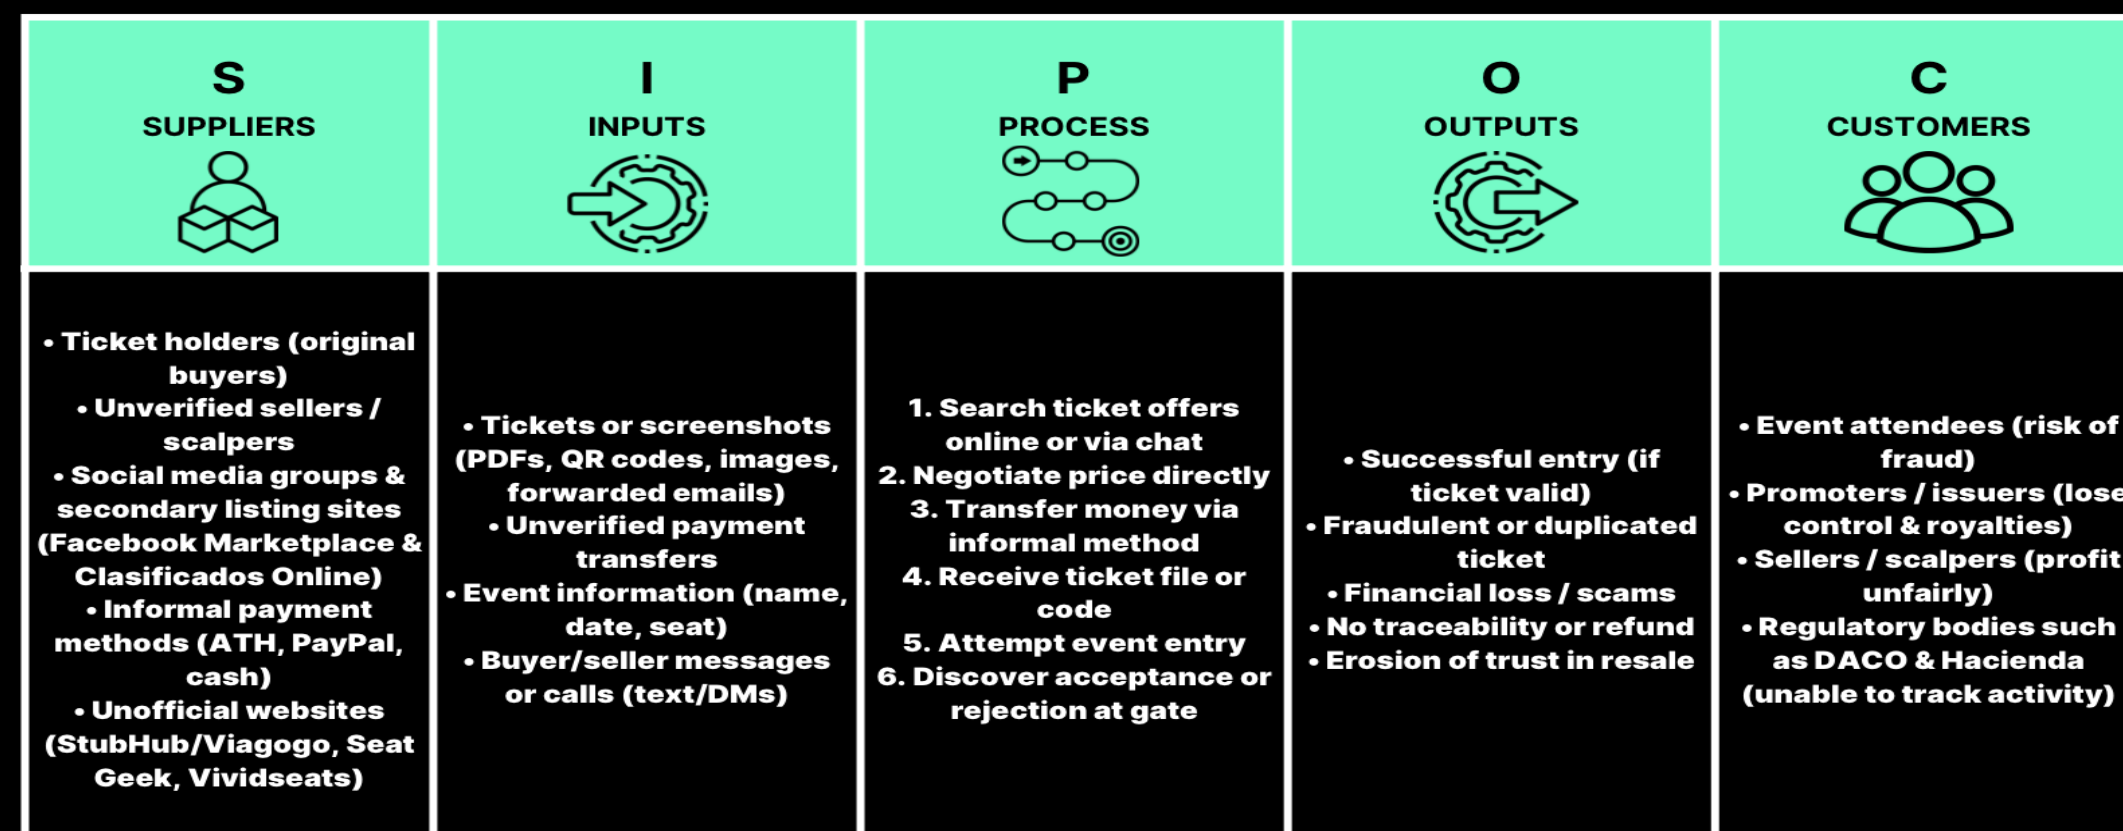 S
SUPPLIERS
I
INPUTS
P
PROCESS
O
OUTPUTS
C
CUSTOMERS
• Ticket holders (original
buyers)
• Unverified sellers /
scalpers
• Social media groups &
secondary listing sites
(Facebook Marketplace &
Clasificados Online)
• Informal payment
methods (ATH, PayPal,
cash)
• Unofficial websites
(StubHub/Viagogo, Seat
Geek, Vividseats)
• Tickets or screenshots
(PDFs, QR codes, images,
forwarded emails)
• Unverified payment
transfers
• Event information (name,
date, seat)
• Buyer/seller messages
or calls (text/DMs)
1. Search ticket offers
online or via chat
2. Negotiate price directly
3. Transfer money via
informal method
4. Receive ticket file or
code
5. Attempt event entry
6. Discover acceptance or
rejection at gate
• Successful entry (if
ticket valid)
• Fraudulent or duplicated
ticket
• Financial loss / scams
• No traceability or refund
• Erosion of trust in resale
• Event attendees (risk of
fraud)
• Promoters / issuers (lose
control & royalties)
• Sellers / scalpers (profit
unfairly)
• Regulatory bodies such
as DACO & Hacienda
(unable to track activity)